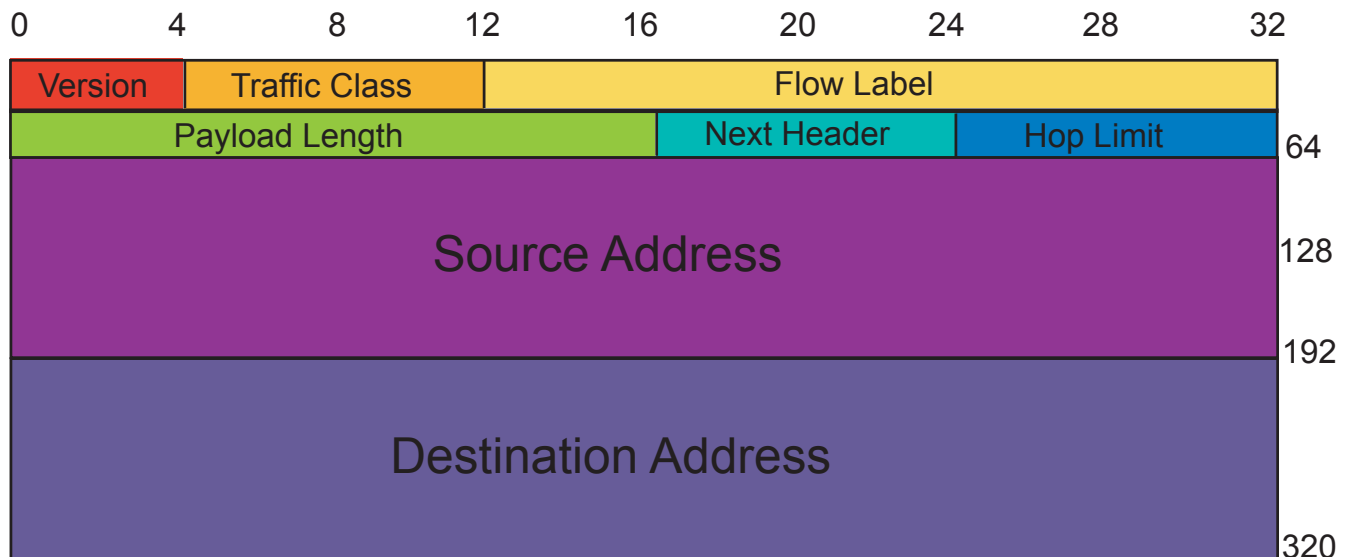 0 4 8 12 16 20 24 28 32
Version Traffic Class Flow Label
Payload Length Next Header Hop Limit 64
Source Address 128
192
Destination Address
320